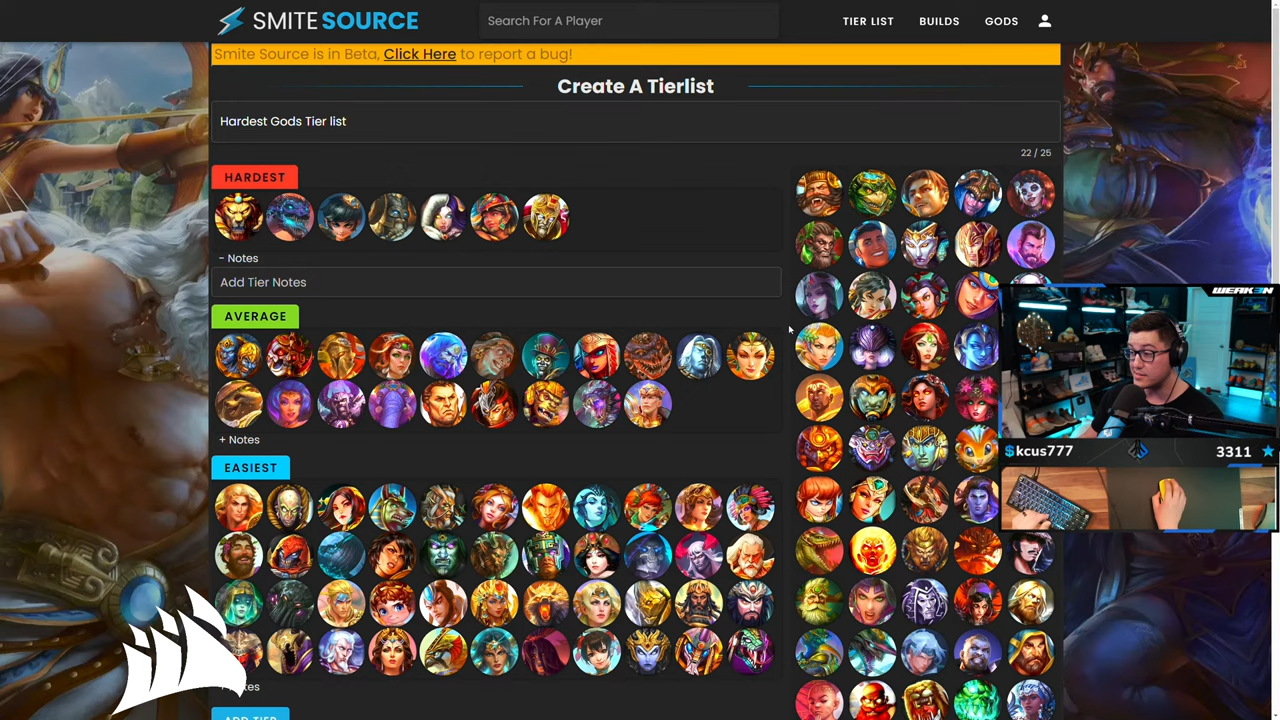 SMITE SOURCE
Search For A Player
TIER LIST
BUILDS
GODS
Smite Source is in Beta, Click Here to report a bug!
Create A Tierlist
Hardest Gods Tier list
22 / 25
HARDEST
- Notes
Add Tier Notes
AVERAGE
+ Notes
EASIEST
WEAK3N
$kcus777
3311